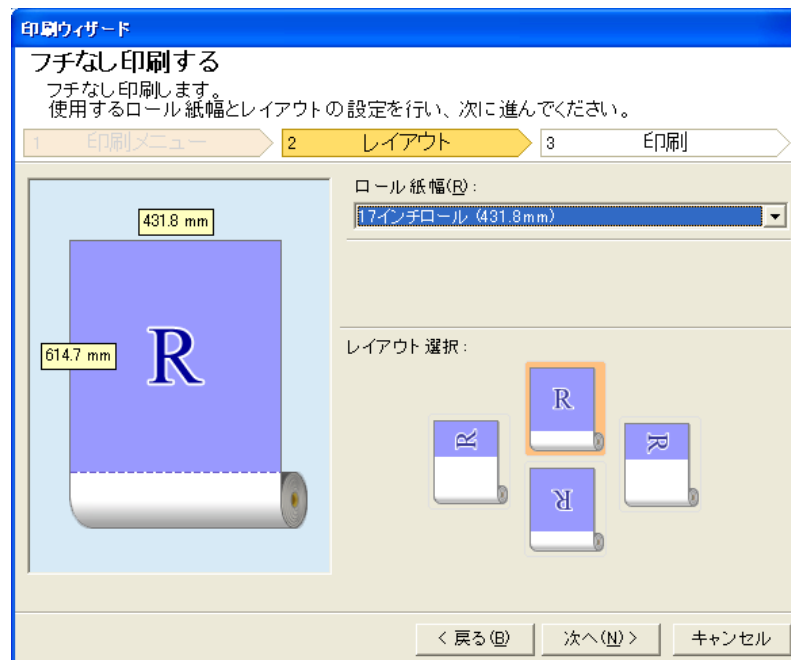 印刷ウィザード
フチなし印刷する
フチなし印刷します。
使用するロール紙幅とレイアウトの設定を行い、次に進んでください。
1 印刷メニュー 2 レイアウト 3 印刷
ロール紙幅(R):
17インチロール (431.8mm)
431.8 mm
614.7 mm
R
レイアウト選択:
R
R
R
R
< 戻る(B) 次へ(N) > キャンセル